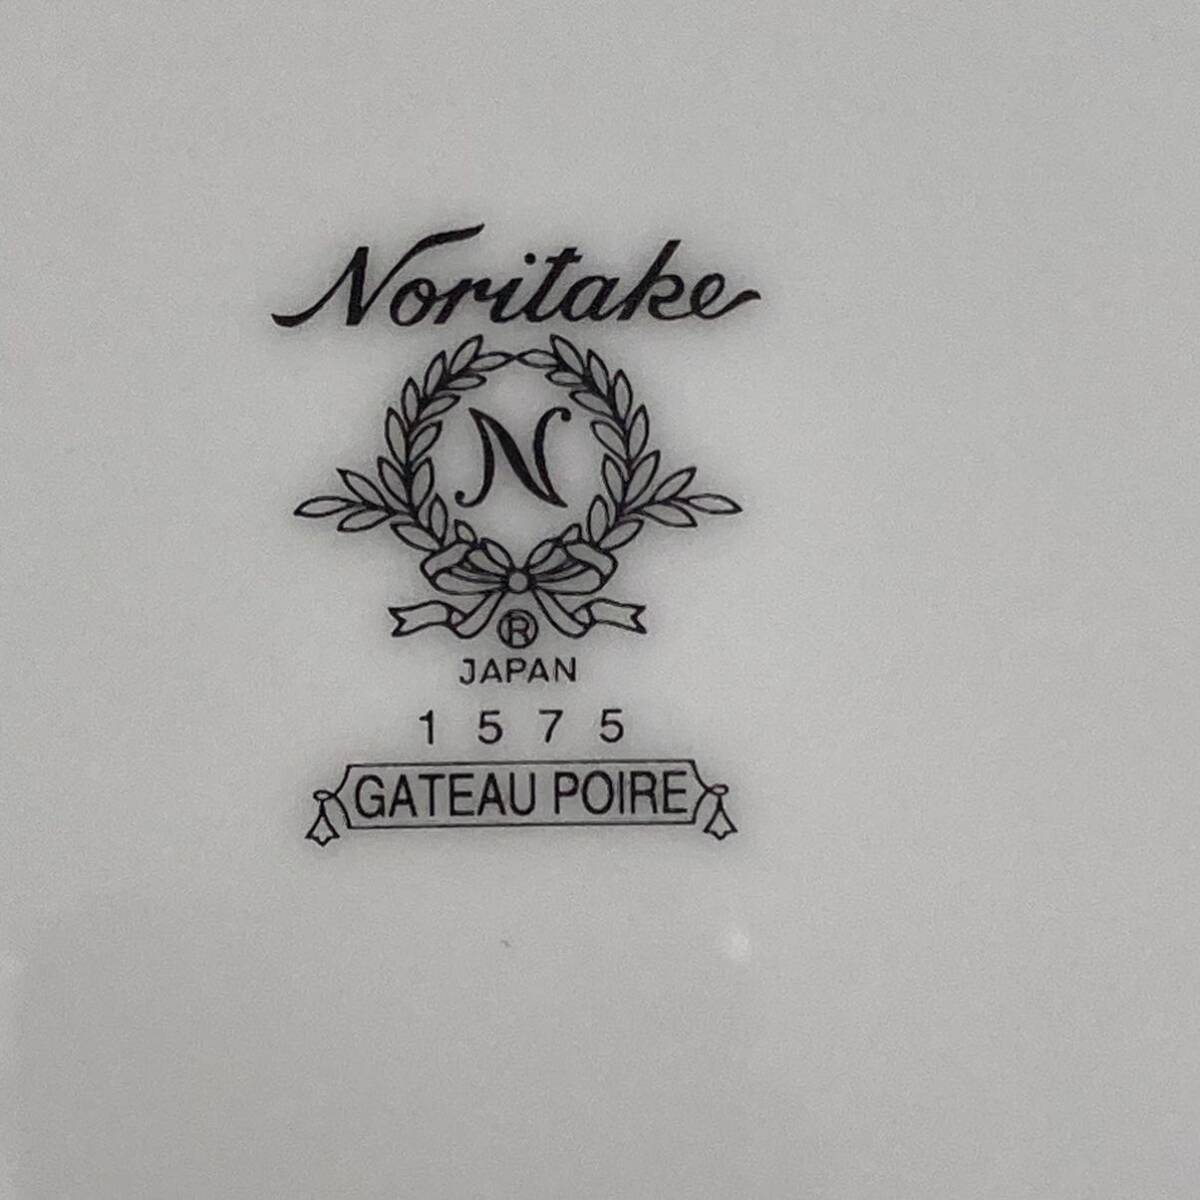 Noritake
N
®
JAPAN
1575
GATEAU POIRE